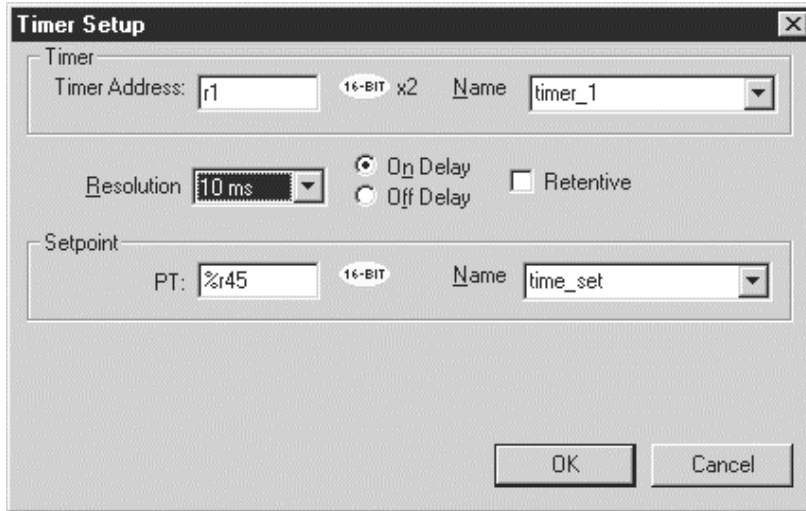 Timer Setup
Timer
Timer Address: r1 16-BIT x2 Name timer_1
Resolution 10 ms On Delay Retentive
Off Delay
Setpoint
PT: %r45 16-BIT Name time_set
OK Cancel